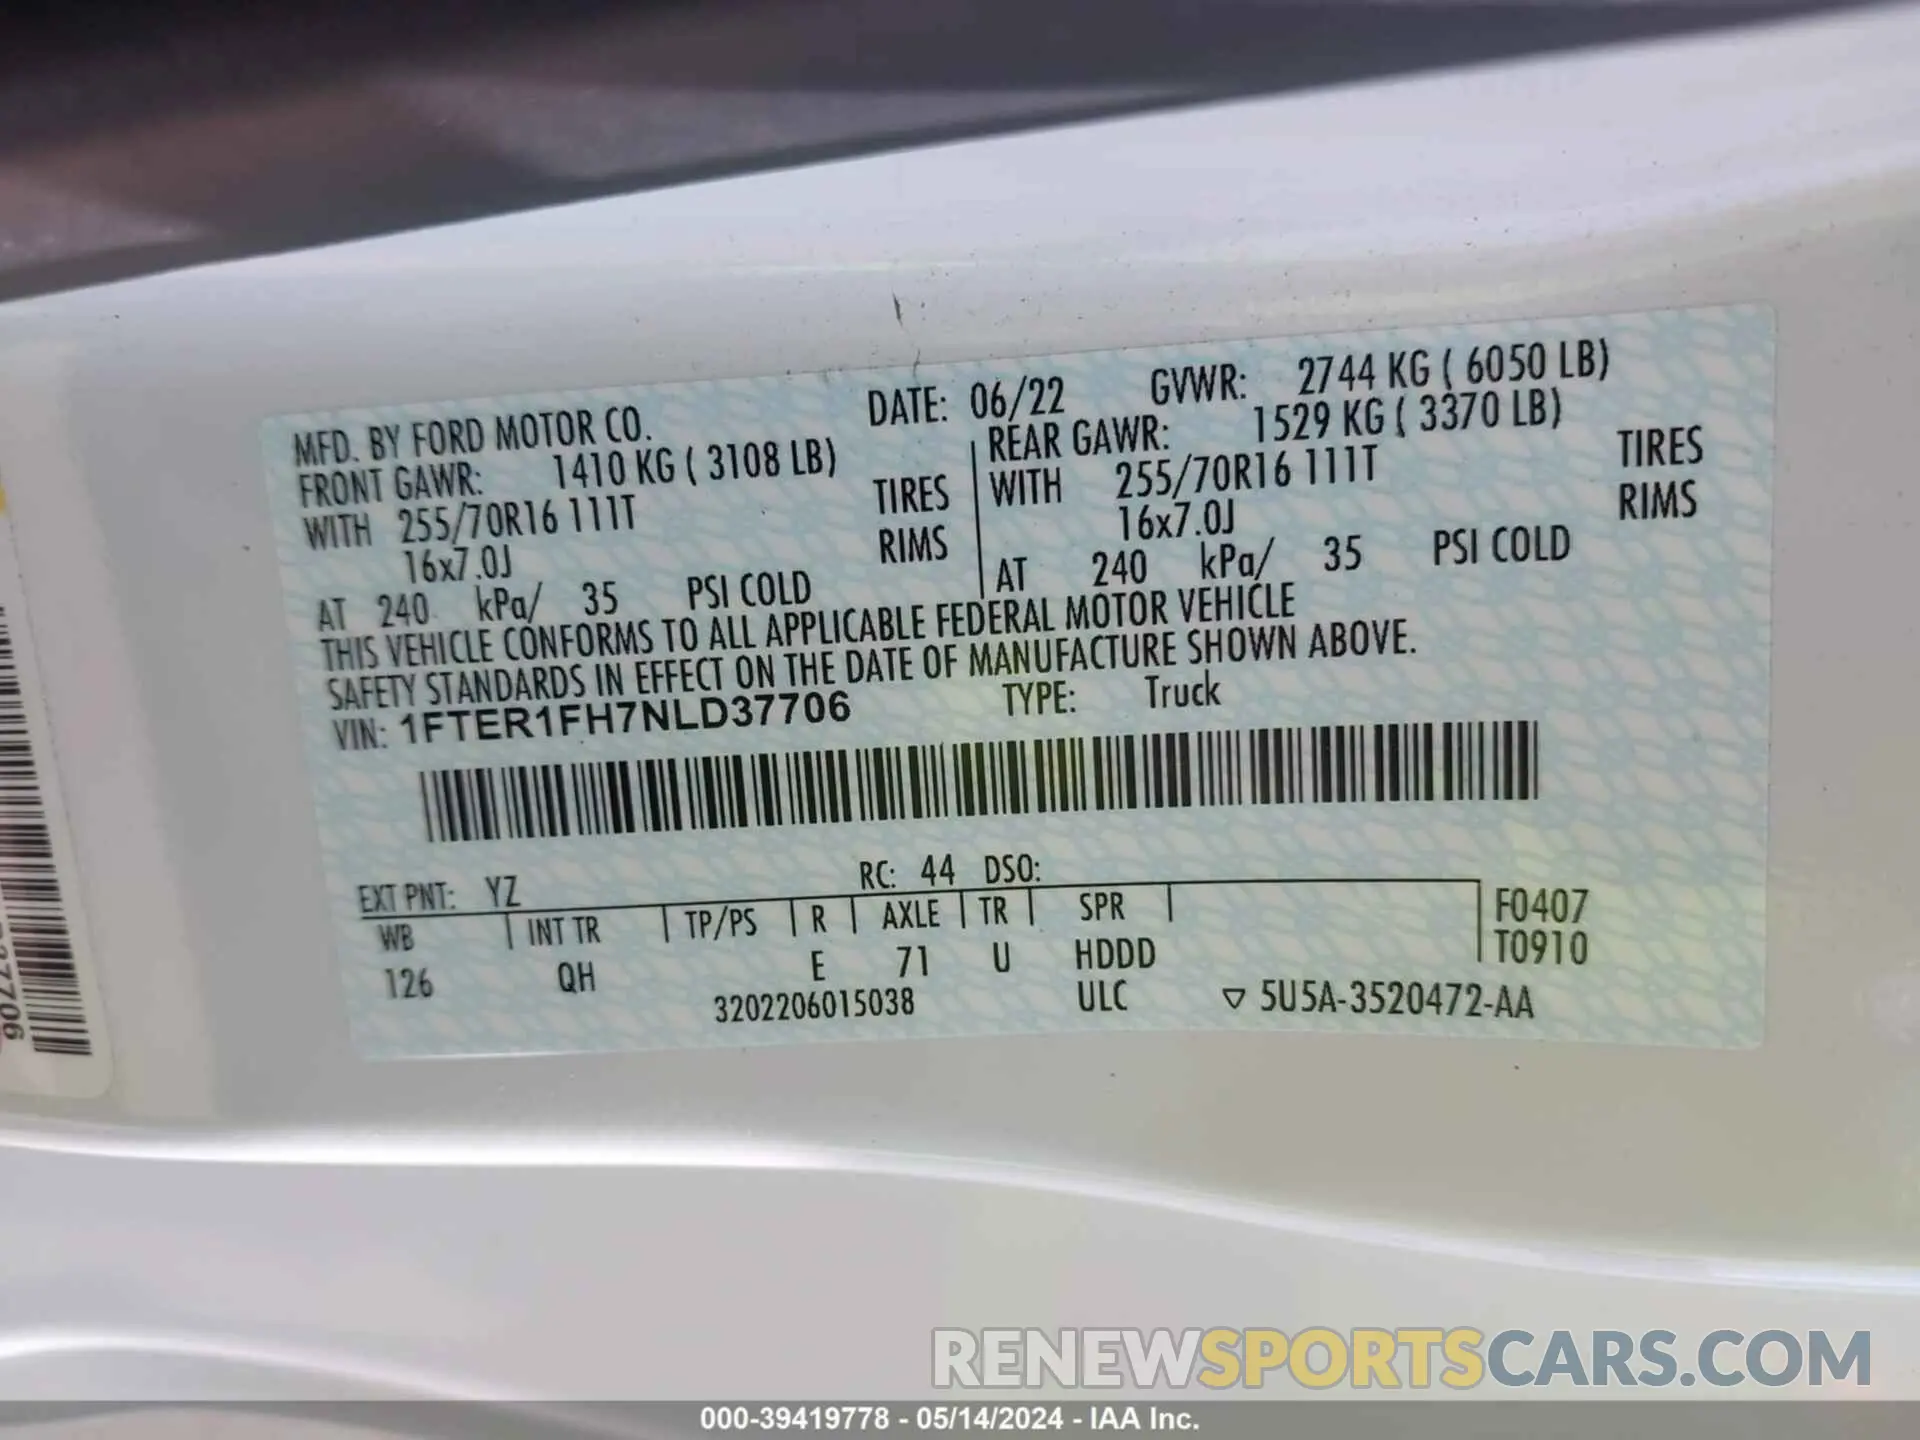 MFD. BY FORD MOTOR CO. DATE: 06/22 GVWR: 2744 KG ( 6050 LB)
FRONT GAWR: 1410 KG ( 3108 LB) REAR GAWR: 1529 KG ( 3370 LB)
WITH 255/70R16 111T TIRES WITH 255/70R16 111T TIRES
16x7.0J RIMS 16x7.0J RIMS
AT 240 kPa/ 35 PSI COLD AT 240 kPa/ 35 PSI COLD
THIS VEHICLE CONFORMS TO ALL APPLICABLE FEDERAL MOTOR VEHICLE
SAFETY STANDARDS IN EFFECT ON THE DATE OF MANUFACTURE SHOWN ABOVE.
VIN: 1FTER1FH7NLD37706 TYPE: Truck
EXT PNT: YZ RC: 44 DSO:
WB INT TR TP/PS R AXLE TR SPR F0407
126 QH E 71 U HDDD T0910
3202206015038 ULC ▽ 5U5A-3520472-AA
37706
RENEWSPORTSCARS.COM
000-39419778 - 05/14/2024 - IAA Inc.